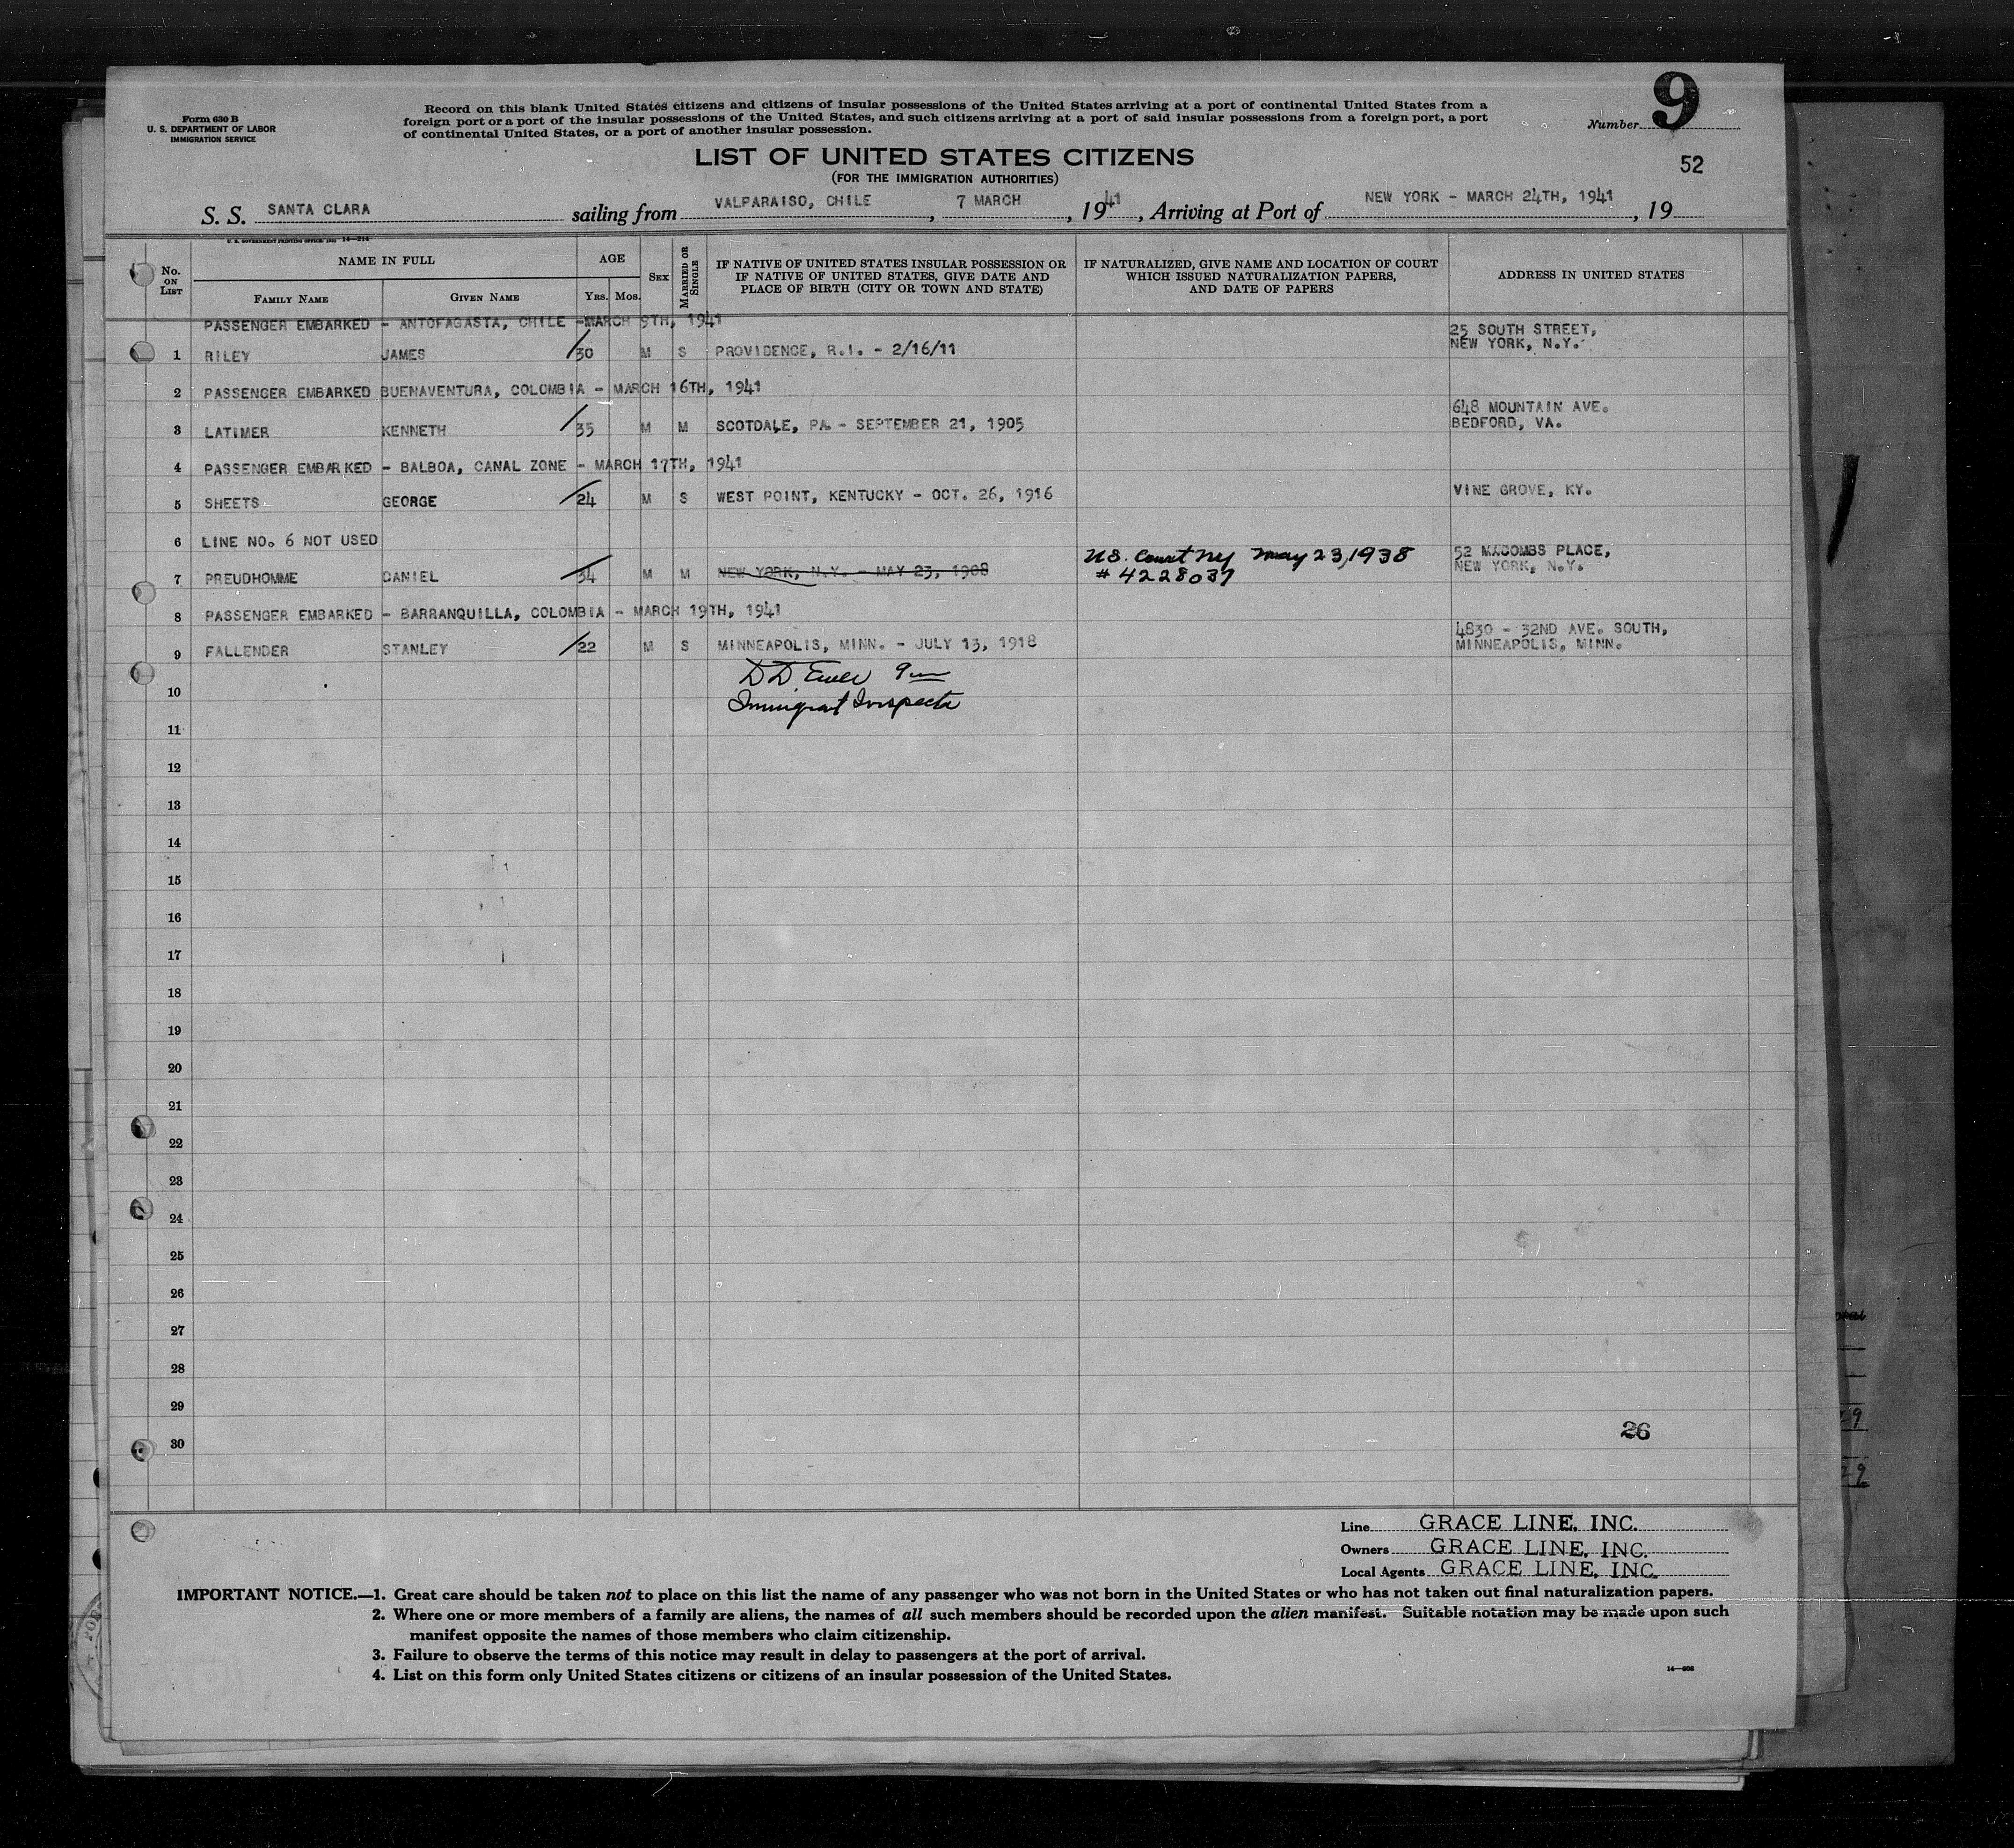 Form 630 B
U. S. DEPARTMENT OF LABOR
IMMIGRATION SERVICE
Record on this blank United States citizens and citizens of insular possessions of the United States arriving at a port of continental United States from a
foreign port or a port of the insular possessions of the United States, and such citizens arriving at a port of said insular possessions from a foreign port, a port
of continental United States, or a port of another insular possession.
Number 9
LIST OF UNITED STATES CITIZENS
52
(FOR THE IMMIGRATION AUTHORITIES)
S. S. SANTA CLARA sailing from VALPARAISO, CHILE, 7 MARCH, 1941, Arriving at Port of NEW YORK - MARCH 24TH, 1941, 19
U. S. GOVERNMENT PRINTING OFFICE: 1931 14—214
No. ON LIST
NAME IN FULL
FAMILY NAME
GIVEN NAME
AGE
YRS. MOS.
SEX
MARRIED OR SINGLE
IF NATIVE OF UNITED STATES INSULAR POSSESSION OR
IF NATIVE OF UNITED STATES, GIVE DATE AND
PLACE OF BIRTH (CITY OR TOWN AND STATE)
IF NATURALIZED, GIVE NAME AND LOCATION OF COURT
WHICH ISSUED NATURALIZATION PAPERS,
AND DATE OF PAPERS
ADDRESS IN UNITED STATES
PASSENGER EMBARKED - ANTOFAGASTA, CHILE -MARCH 9TH, 1941
1 RILEY JAMES 30 M S PROVIDENCE, R.I. - 2/16/11 25 SOUTH STREET,
NEW YORK, N.Y.
2 PASSENGER EMBARKED BUENAVENTURA, COLOMBIA - MARCH 16TH, 1941
3 LATIMER KENNETH 35 M M SCOTDALE, PA. - SEPTEMBER 21, 1905 648 MOUNTAIN AVE.
BEDFORD, VA.
4 PASSENGER EMBARKED - BALBOA, CANAL ZONE - MARCH 17TH, 1941
5 SHEETS GEORGE 24 M S WEST POINT, KENTUCKY - OCT. 26, 1916 VINE GROVE, KY.
6 LINE NO. 6 NOT USED
7 PREUDHOMME DANIEL 34 M M NEW YORK, N.Y. - MAY 23, 1908 U.S. Court NY May 23, 1938
# 4228037
52 MACOMBS PLACE,
NEW YORK, N.Y.
8 PASSENGER EMBARKED - BARRANQUILLA, COLOMBIA - MARCH 19TH, 1941
9 FALLENDER STANLEY 22 M S MINNEAPOLIS, MINN. - JULY 13, 1918 4830 - 32ND AVE. SOUTH,
MINNEAPOLIS, MINN.
Immigrant Inspector
10
11
12
13
14
15
16
17
18
19
20
21
22
23
24
25
26
27
28
29
30
26
Line GRACE LINE, INC.
Owners GRACE LINE, INC.
Local Agents GRACE LINE, INC.
IMPORTANT NOTICE.—1. Great care should be taken not to place on this list the name of any passenger who was not born in the United States or who has not taken out final naturalization papers.
2. Where one or more members of a family are aliens, the names of all such members should be recorded upon the alien manifest. Suitable notation may be made upon such
manifest opposite the names of those members who claim citizenship.
3. Failure to observe the terms of this notice may result in delay to passengers at the port of arrival.
4. List on this form only United States citizens or citizens of an insular possession of the United States.